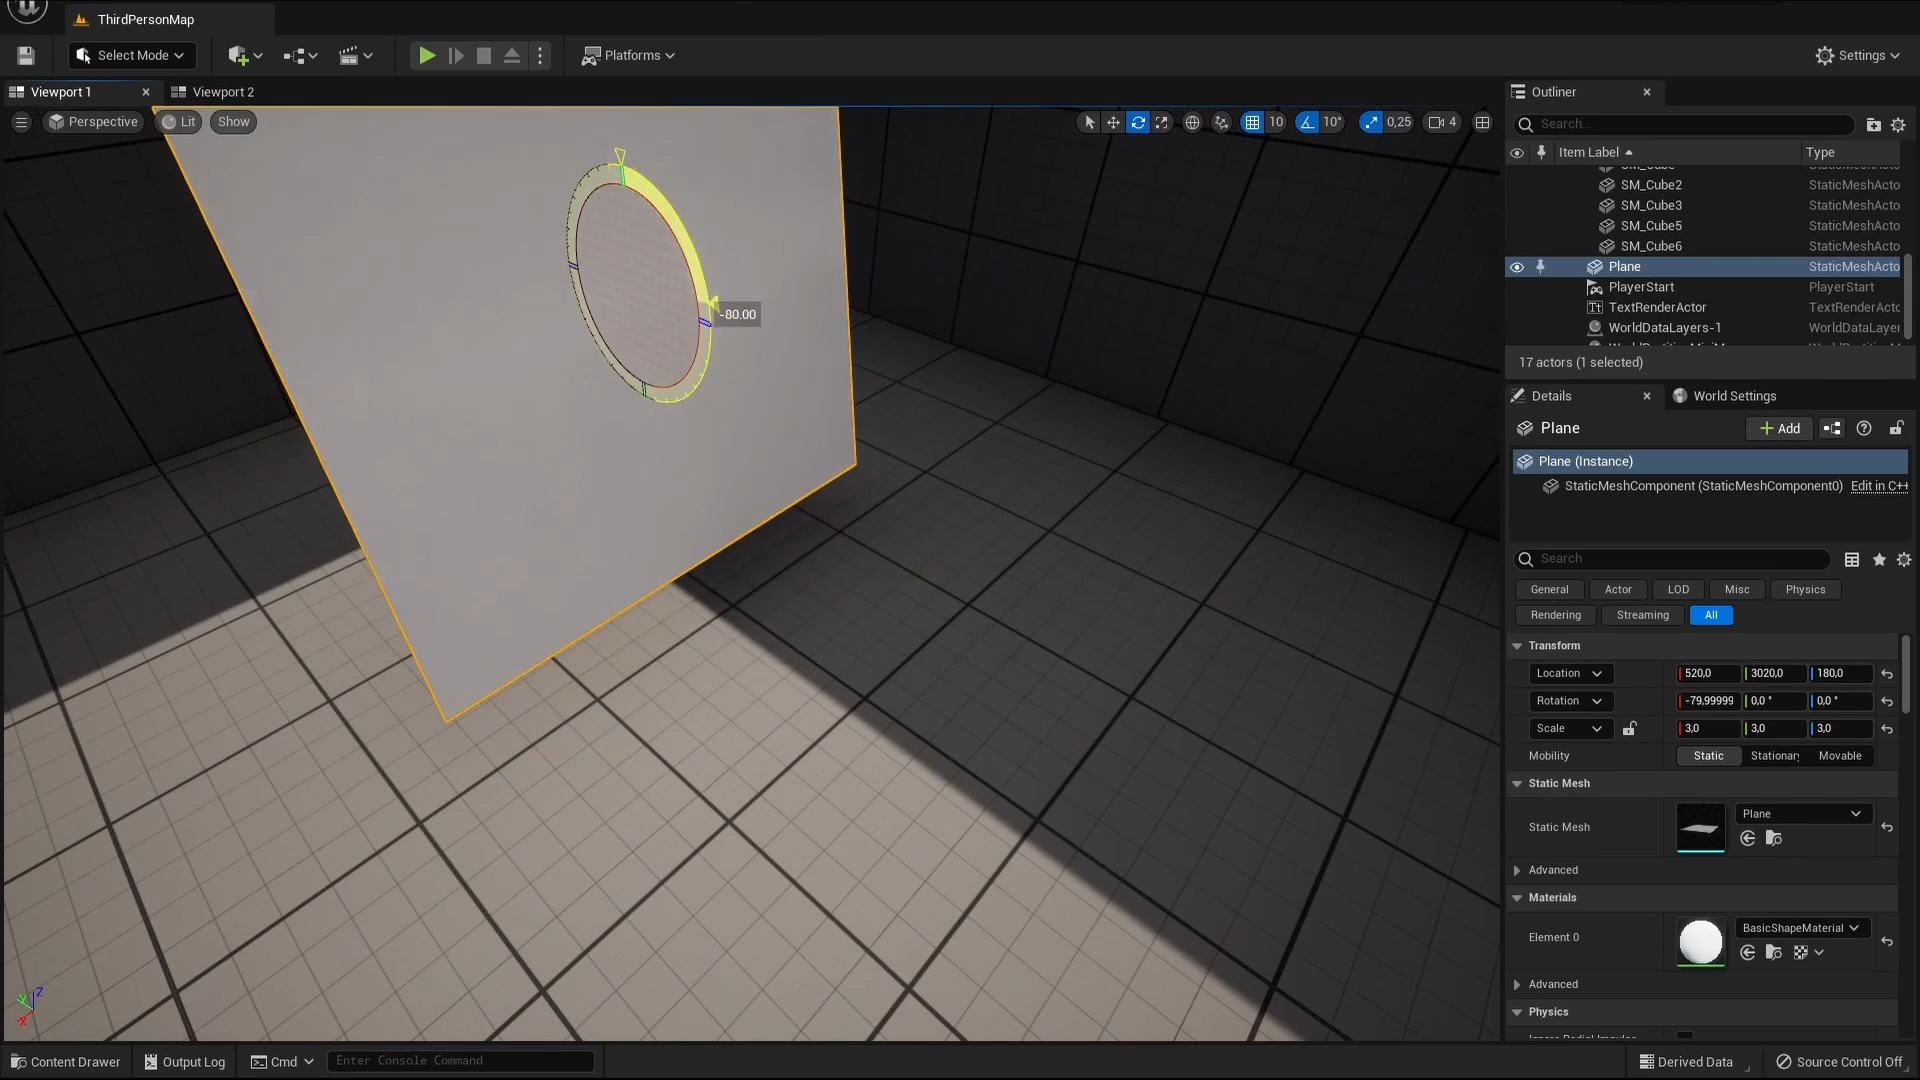 ThirdPersonMap
Select Mode
Platforms
Settings
Viewport 1
Viewport 2
Outliner
Perspective
Lit
Show
10
10°
0,25
4
Search...
Item Label
Type
SM_Cube
SM_Cube2
StaticMeshActo
SM_Cube3
StaticMeshActo
SM_Cube5
StaticMeshActo
SM_Cube6
StaticMeshActo
Plane
StaticMeshActo
PlayerStart
PlayerStart
TextRenderActor
TextRenderActo
WorldDataLayers-1
WorldDataLayer
17 actors (1 selected)
-80.00
Details
World Settings
Plane
Add
Plane (Instance)
StaticMeshComponent (StaticMeshComponent0)
Edit in C++
Search
General
Actor
LOD
Misc
Physics
Rendering
Streaming
All
Transform
Location
520,0
3020,0
180,0
Rotation
-79,99999
0,0 °
0,0 °
Scale
3,0
3,0
3,0
Mobility
Static
Stationary
Movable
Static Mesh
Static Mesh
Plane
Advanced
Materials
Element 0
BasicShapeMaterial
Advanced
Physics
Z
Y
X
Content Drawer
Output Log
Cmd
Enter Console Command
Derived Data
Source Control Off